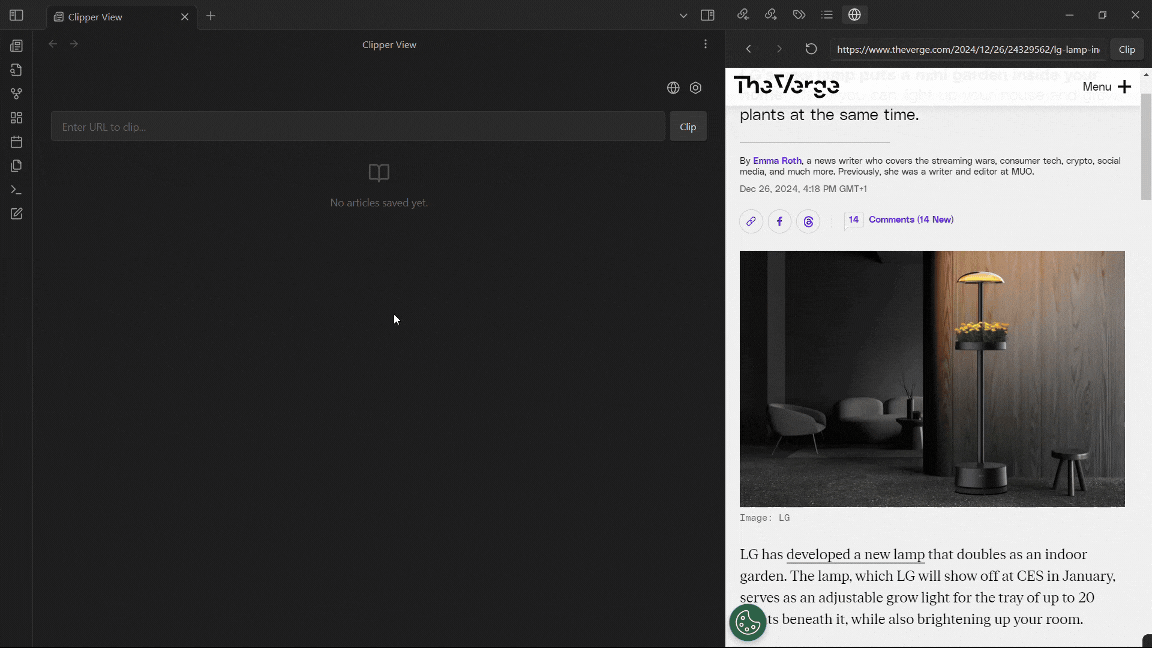 Clipper View
Clipper View
https://www.theverge.com/2024/12/26/24329562/lg-lamp-in
Clip
Enter URL to clip...
Clip
No articles saved yet.
The Verge
Menu
plants at the same time.
By Emma Roth, a news writer who covers the streaming wars, consumer tech, crypto, social
media, and much more. Previously, she was a writer and editor at MUO.
Dec 26, 2024, 4:18 PM GMT+1
14
Comments (14 New)
Image: LG
LG has developed a new lamp that doubles as an indoor
garden. The lamp, which LG will show off at CES in January,
serves as an adjustable grow light for the tray of up to 20
beneath it, while also brightening up your room.